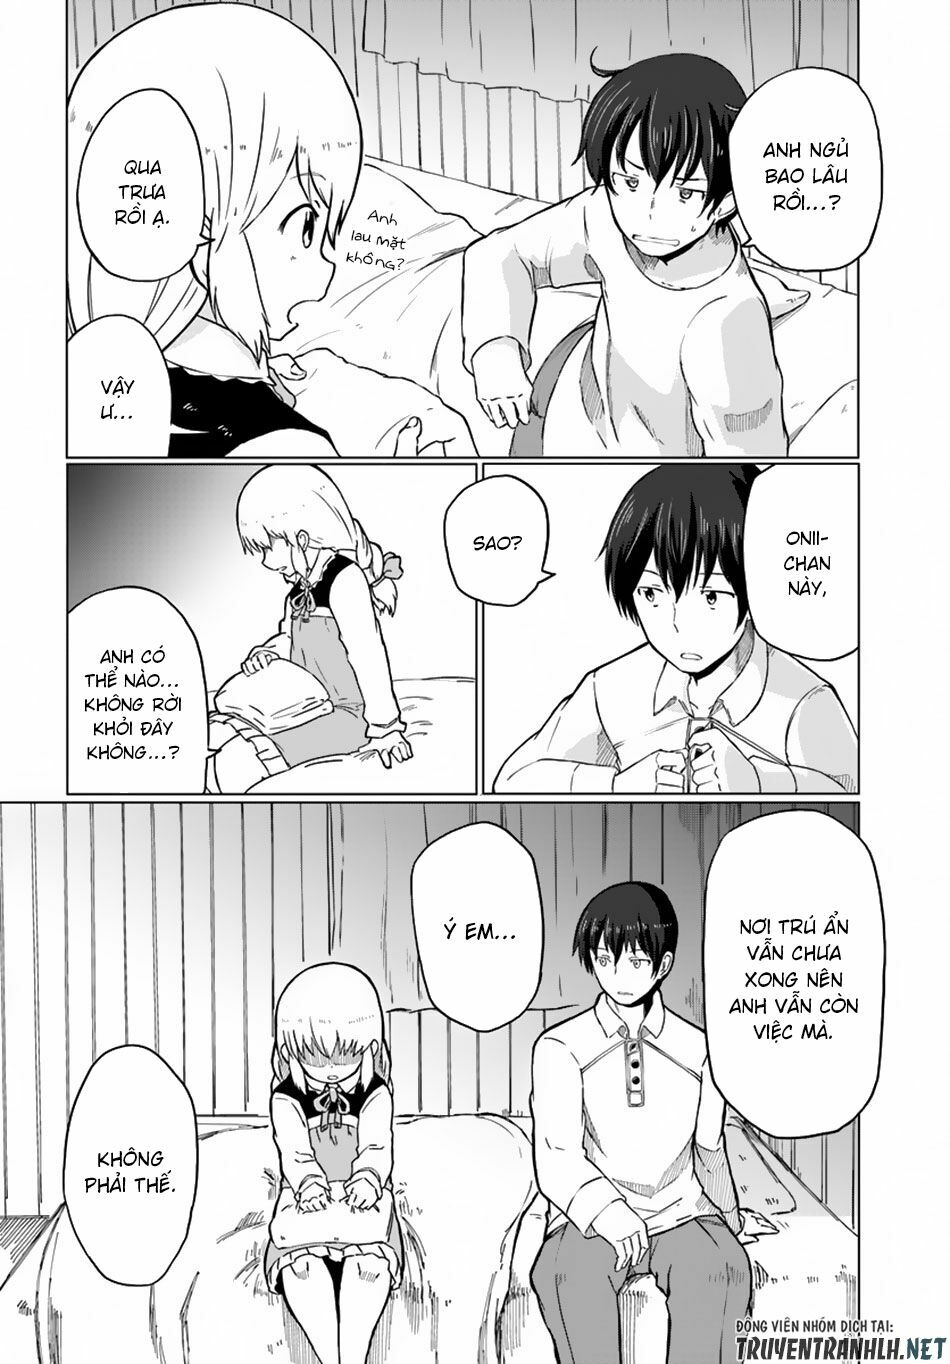 ANH NGỦ
BAO LÂU
RỒI...?
QUA
TRƯA
RỒI Ạ.
Anh
lau mặt
không?
VẬY
Ư...
ONII-
CHAN
NÀY,
SAO?
ANH CÓ
THỂ NÀO...
KHÔNG RỜI
KHỎI ĐÂY
KHÔNG...?
NƠI TRÚ ẨN
VẪN CHƯA
XONG NÊN
ANH VẪN CÒN
VIỆC MÀ.
Ý EM...
KHÔNG
PHẢI THẾ.
ĐỘNG VIÊN NHÓM DỊCH TẠI:
TRUYENTRANHLH.NET